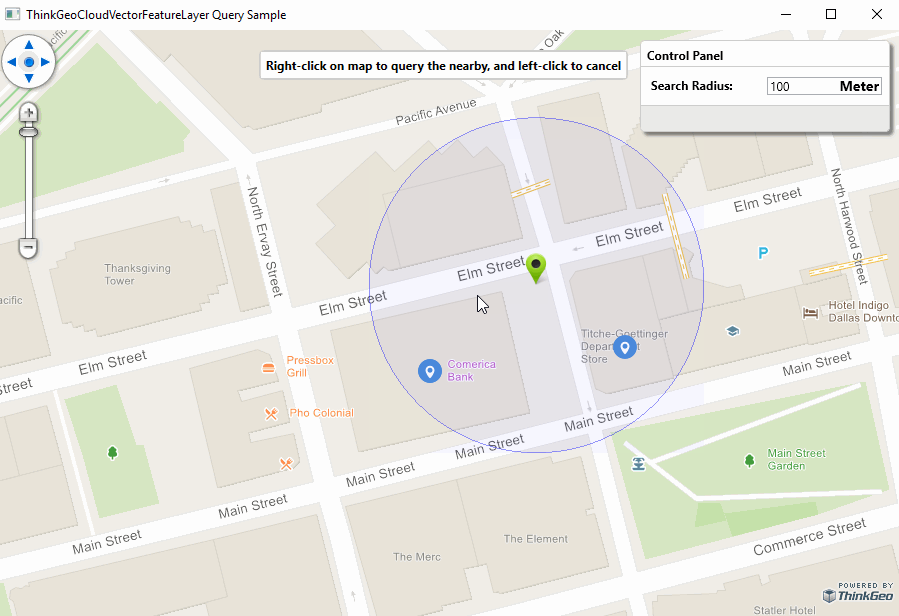 ThinkGeoCloudVectorFeatureLayer Query Sample
Right-click on map to query the nearby, and left-click to cancel
Control Panel
Search Radius:
100
Meter
Oak
Pacific Avenue
North Ervay Street
North Harwood Street
Elm Street
Elm Street
Elm Street
Elm Street
Elm Street
P
Thanksgiving
Tower
acific
Hotel Indigo
Dallas Downto
Titche-Goettinger
Store
Pressbox
Grill
Comerica
Bank
Street
Main Street
Pho Colonial
Main Street
Main Street
Main Street
Main Street
Main Street
Main Street
Garden
Commerce Street
The Element
The Merc
Statler Hotel
POWERED BY
ThinkGeo